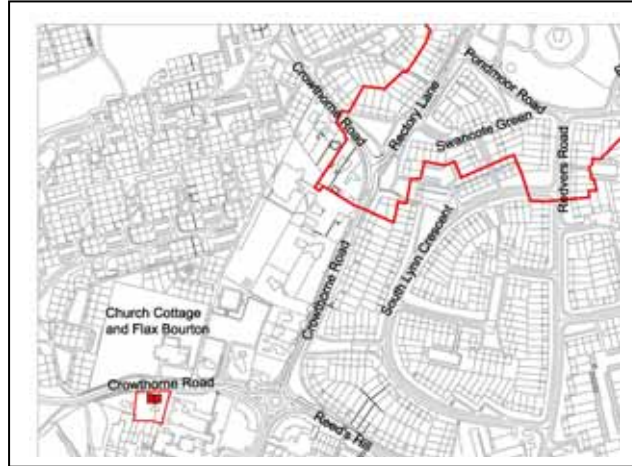 Crowthorne Road
Rectory Lane
Pondmoor Road
Swancote Green
Redvers Road
Crowthorne Road
South Lynn Crescent
Church Cottage
and Flax Bourton
Crowthorne Road
Reed's Hill